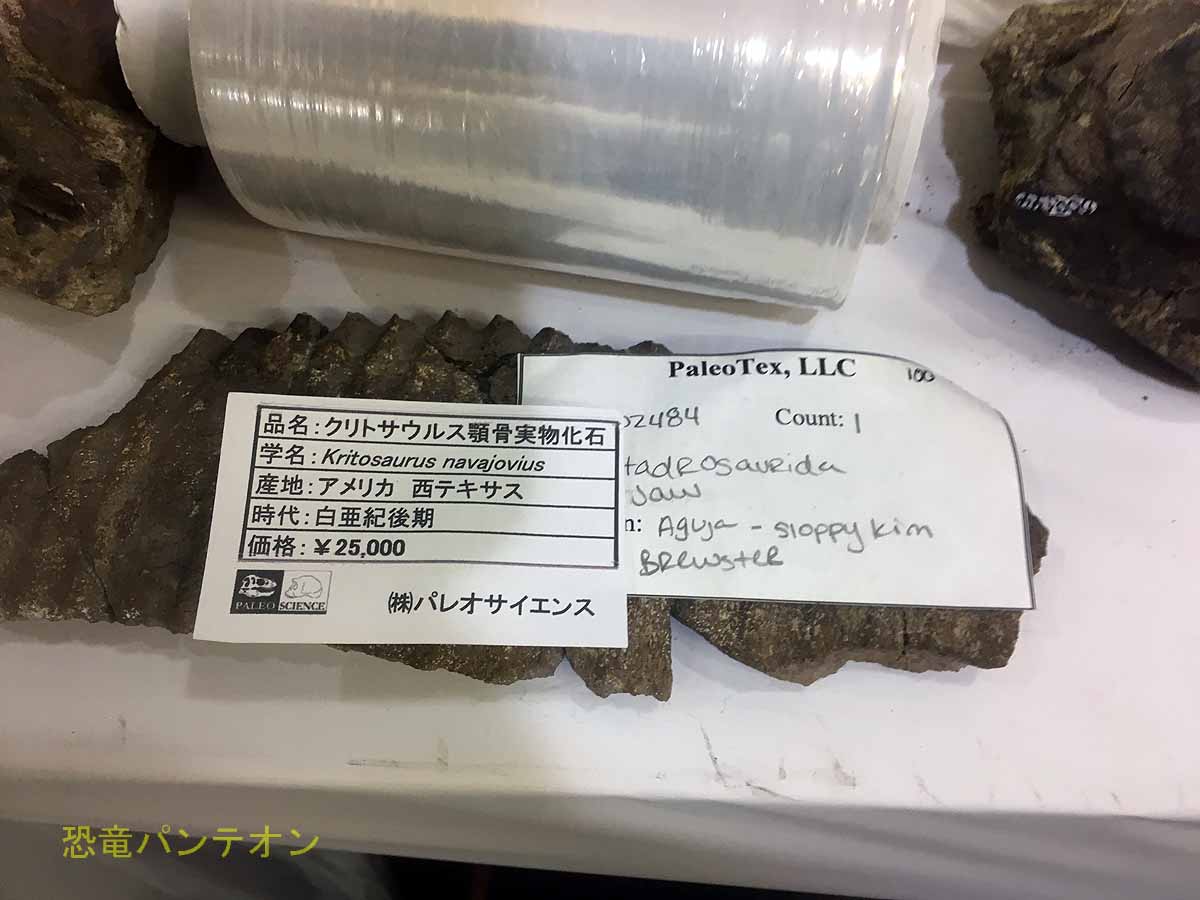 PaleoTex, LLC 100
02484 Count: 1
Hadrosaurida
Jaw
n: Aguja - sloppy kim
Brewster
品名：クリトサウルス顎骨実物化石
学名：Kritosaurus navajovius
産地：アメリカ 西テキサス
時代：白亜紀後期
価格：￥25,000
PALEO SCIENCE
㈱パレオサイエンス
恐竜パンテオン